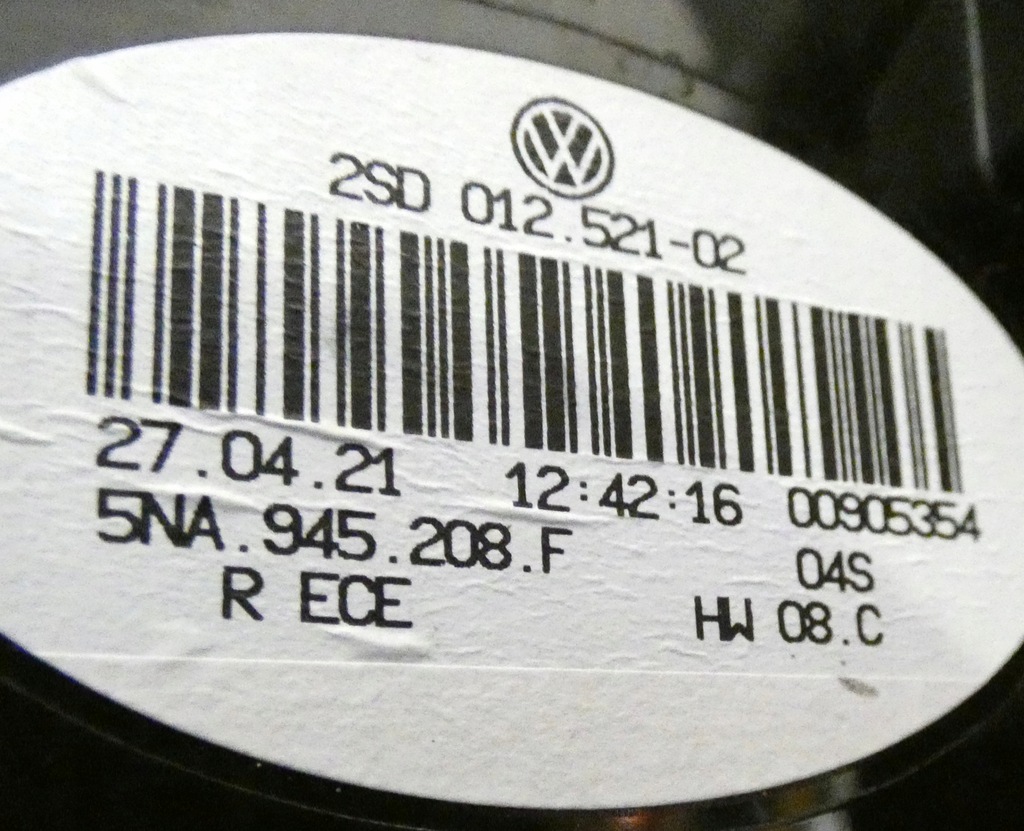 2SD 012.521-02
27.04.21 12:42:16 00905354
5NA.945.208.F 04S
R ECE HW 08.C